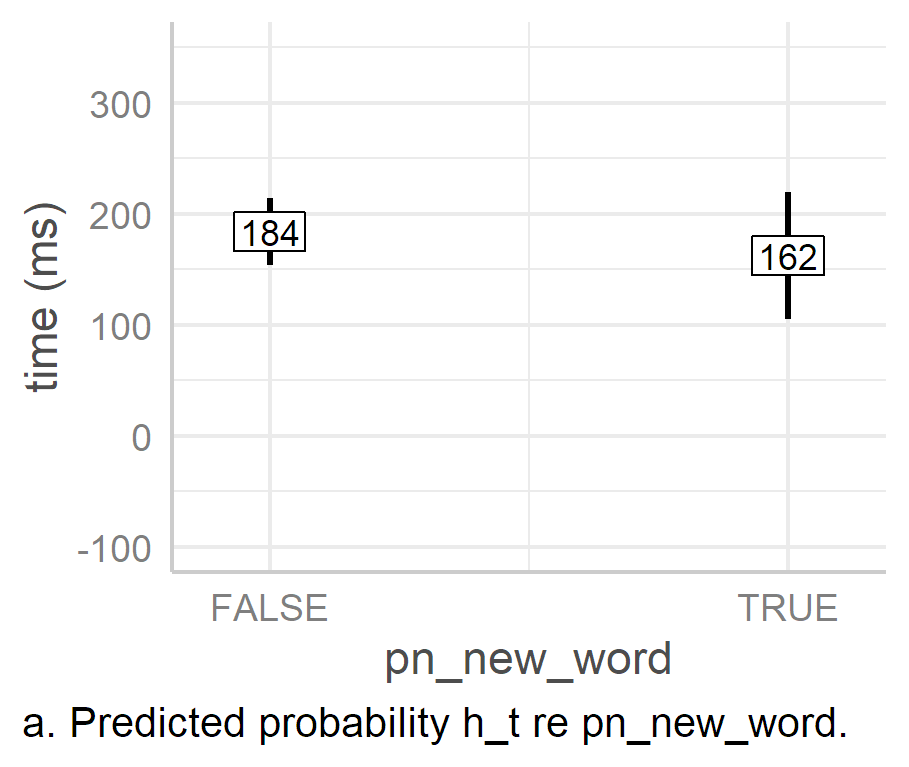 300
200
100
0
-100
time (ms)
184
162
FALSE TRUE
pn_new_word
a. Predicted probability h_t re pn_new_word.